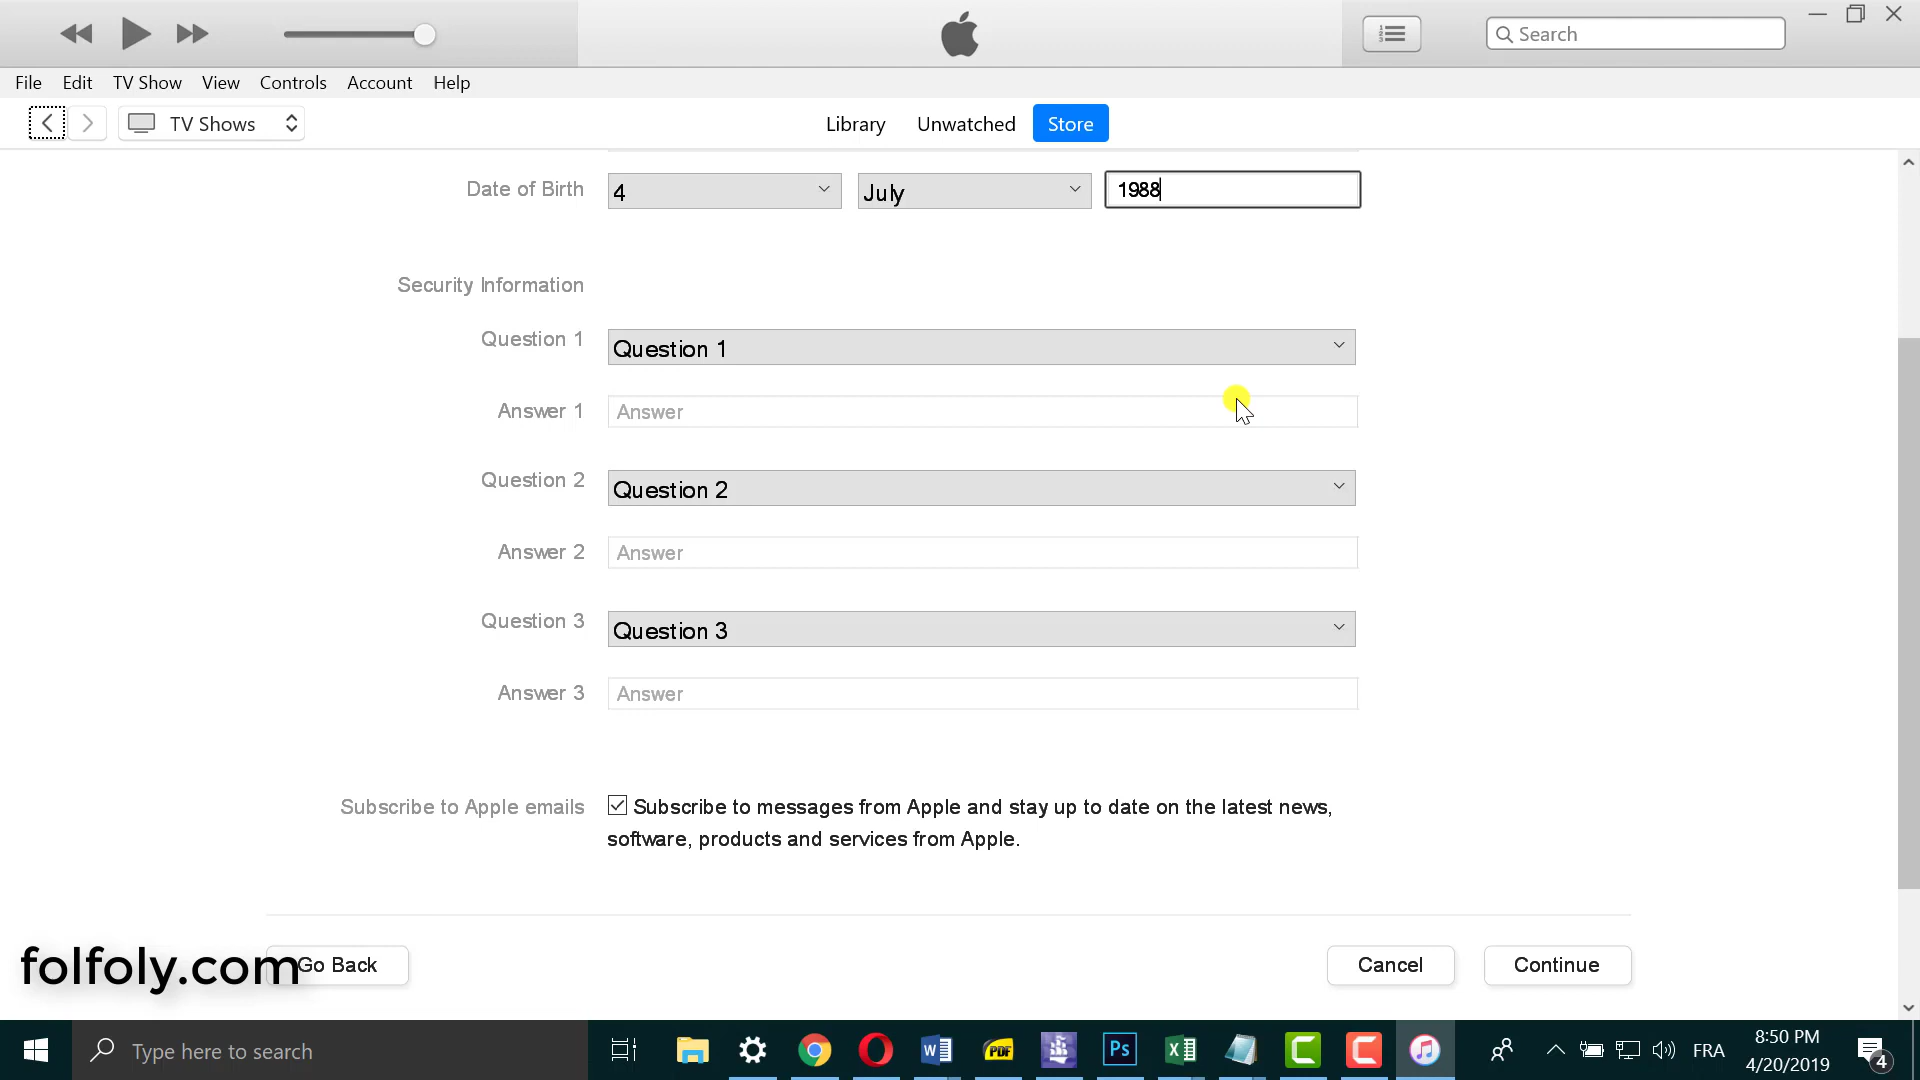 Search
File Edit TV Show View Controls Account Help
TV Shows Library Unwatched Store
Date of Birth 4 July 1988
Security Information
Question 1 Question 1
Answer 1 Answer
Question 2 Question 2
Answer 2 Answer
Question 3 Question 3
Answer 3 Answer
Subscribe to Apple emails Subscribe to messages from Apple and stay up to date on the latest news,
software, products and services from Apple.
folfoly.com Go Back Cancel Continue
Type here to search PDF Ps FRA 8:50 PM
4/20/2019 4